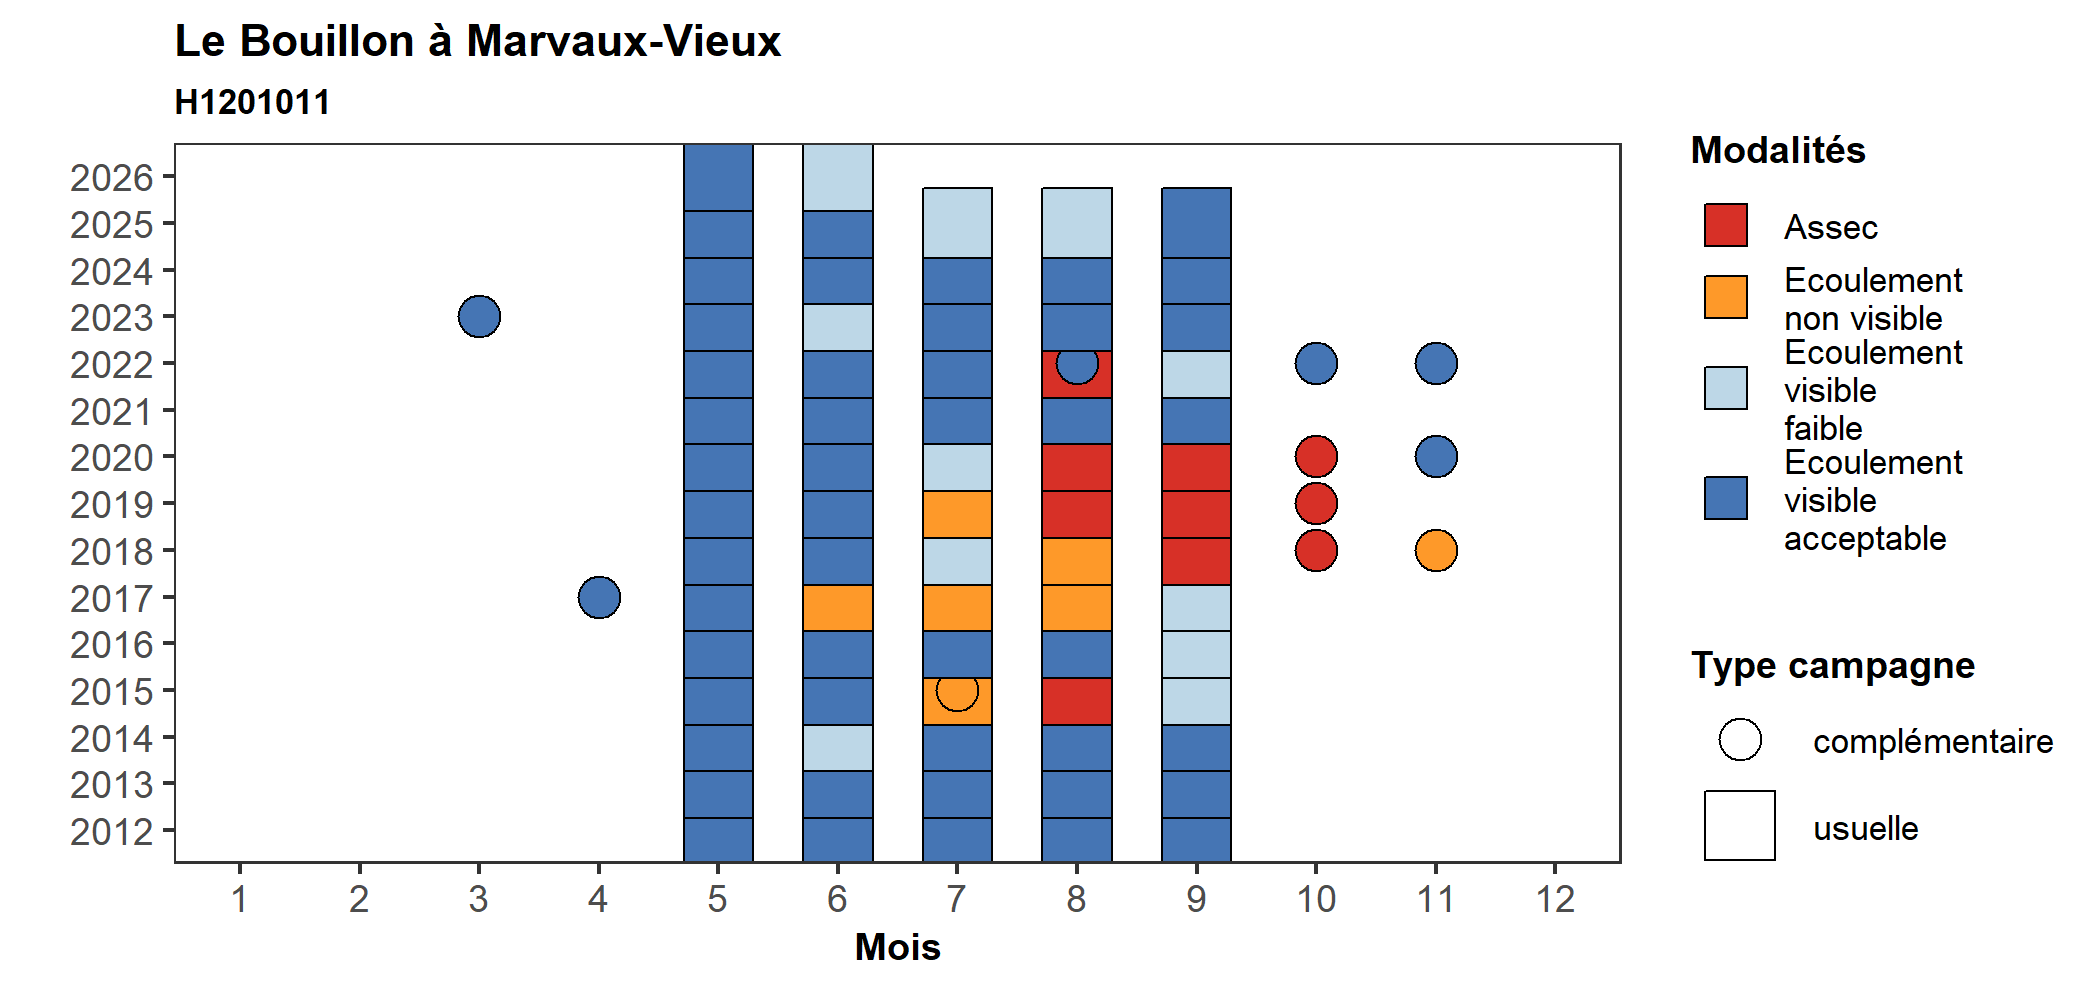 Le Bouillon à Marvaux-Vieux
H1201011
2026
2025
2024
2023
2022
2021
2020
2019
2018
2017
2016
2015
2014
2013
2012
1 2 3 4 5 6 7 8 9 10 11 12
Mois
Modalités
Assec
Ecoulement
non visible
Ecoulement
visible
faible
Ecoulement
visible
acceptable
Type campagne
complémentaire
usuelle